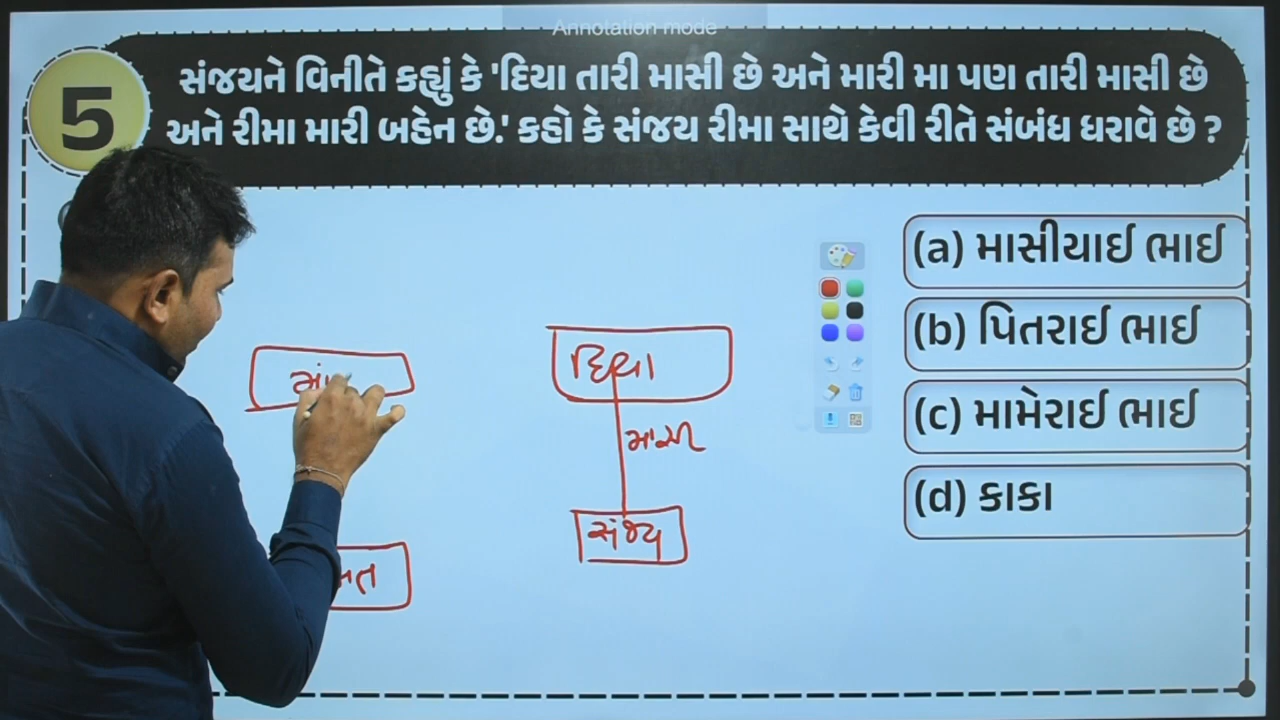 Annotation mode
5
સંજયને વિનીતે કહ્યું કે 'દિયા તારી માસી છે અને મારી મા પણ તારી માસી છે
અને રીમા મારી બહેન છે.' કહો કે સંજય રીમા સાથે કેવી રીતે સંબંધ ધરાવે છે ?
(a) માસીયાઈ ભાઈ
(b) પિતરાઈ ભાઈ
(c) મામેરાઈ ભાઈ
(d) કાકા
દિયા
માસી
સંજય